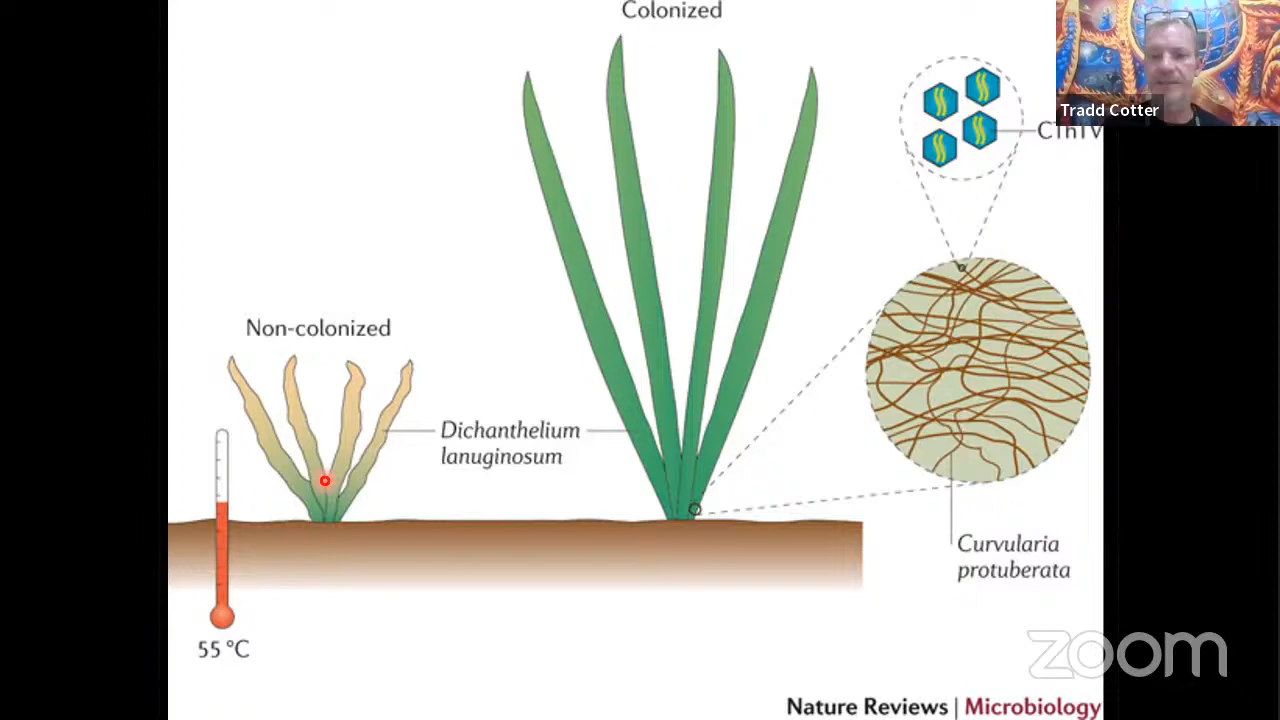 Colonized
Tradd Cotter
Non-colonized
Dichanthelium
lanuginosum
Curvularia
protuberata
55 °C
zoom
Nature Reviews | Microbiology